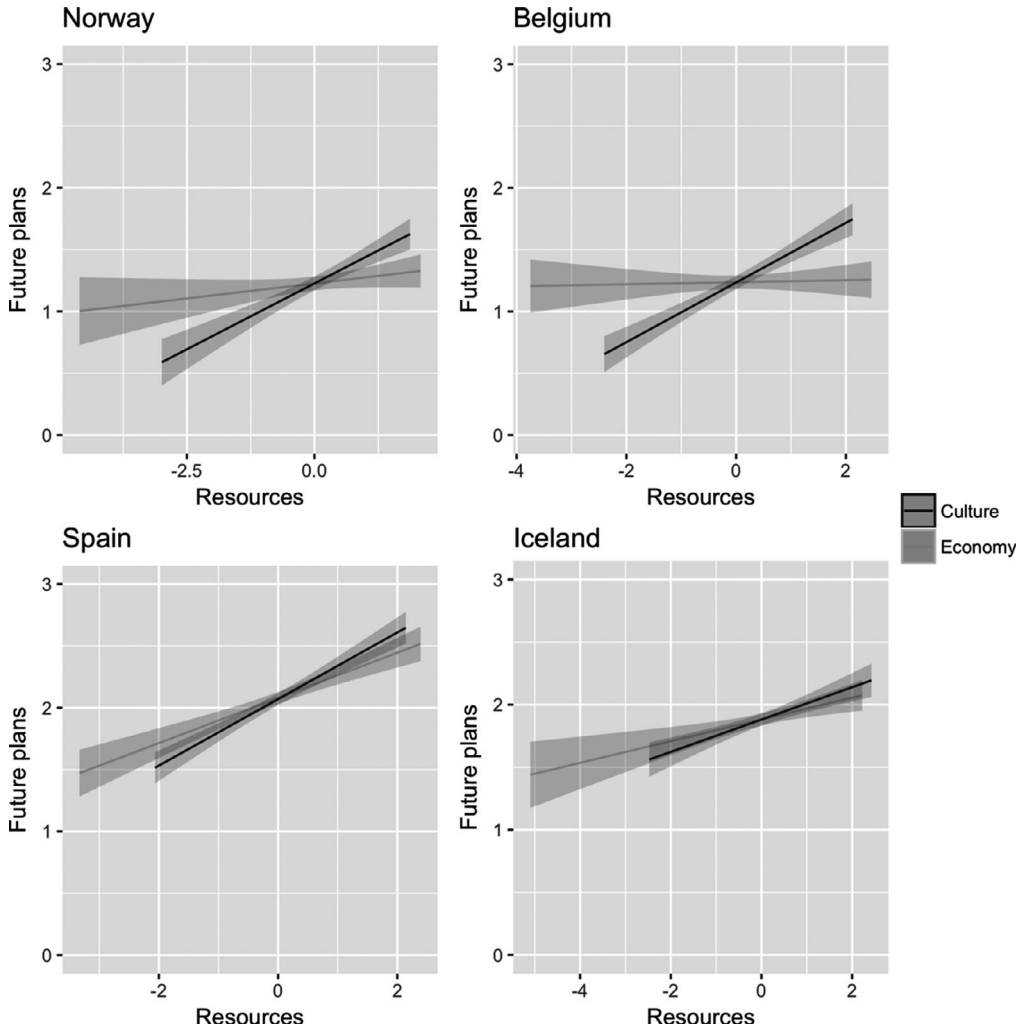 Norway
Belgium
3
2
1
0
Future plans
-2.5
0.0
Resources
3
2
1
0
Future plans
-4
-2
0
2
Resources
Culture
Economy
Spain
Iceland
3
2
1
0
Future plans
-2
0
2
Resources
3
2
1
0
Future plans
-4
-2
0
2
Resources